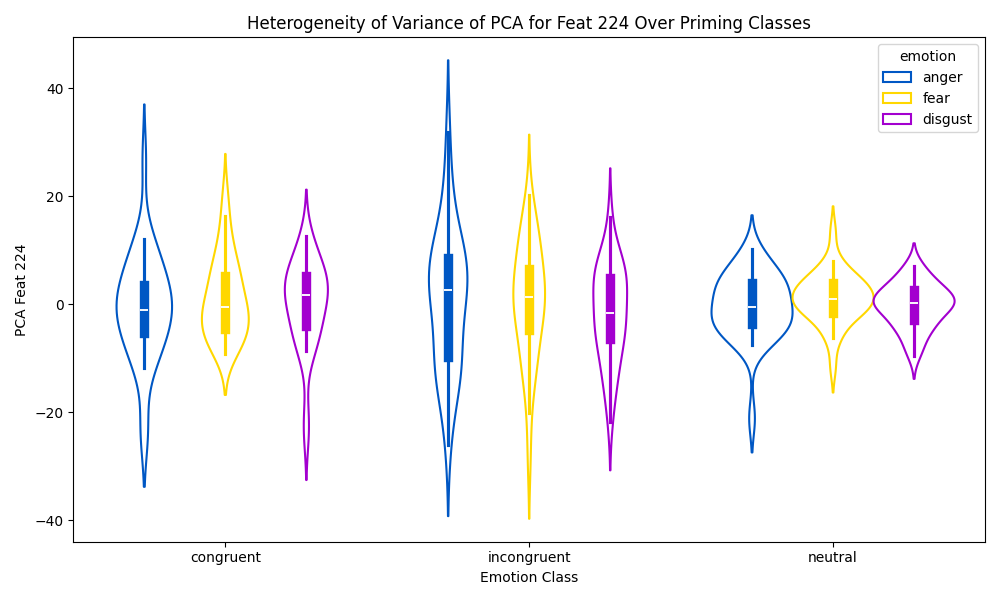 Heterogeneity of Variance of PCA for Feat 224 Over Priming Classes
emotion
anger
fear
disgust
40
20
0
−20
−40
PCA Feat 224
congruent
incongruent
neutral
Emotion Class